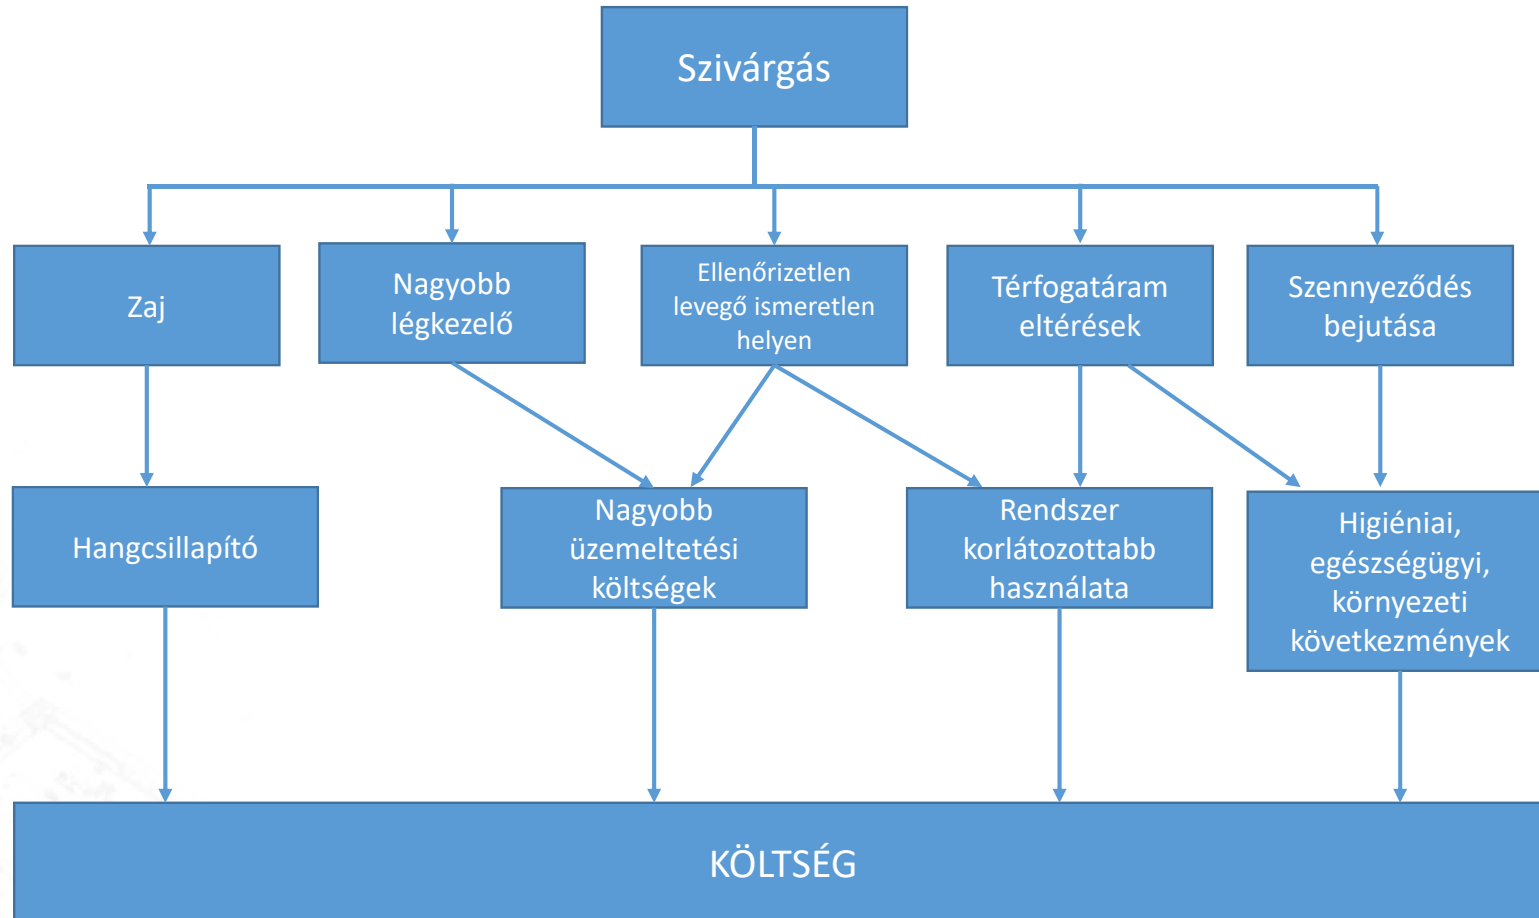 Szivárgás
Zaj
Nagyobb
légkezelő
Ellenőrizetlen
levegő ismeretlen
helyen
Térfogatáram
eltérések
Szennyeződés
bejutása
Hangcsillapító
Nagyobb
üzemeltetési
költségek
Rendszer
korlátozottabb
használata
Higiéniai,
egészségügyi,
környezeti
következmények
KÖLTSÉG